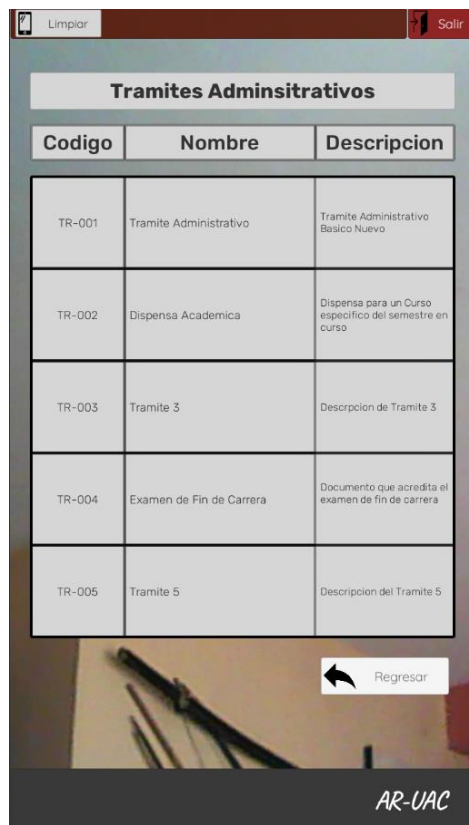 Limpiar
Salir
Tramites Adminsitrativos
Codigo Nombre Descripcion
TR-001 Tramite Administrativo Tramite Administrativo
Basico Nuevo
TR-002 Dispensa Academica Dispensa para un Curso
especifico del semestre en
curso
TR-003 Tramite 3 Descrpcion de Tramite 3
TR-004 Examen de Fin de Carrera Documento que acredita el
examen de fin de carrera
TR-005 Tramite 5 Descripcion del Tramite 5
Regresar
AR-UAC